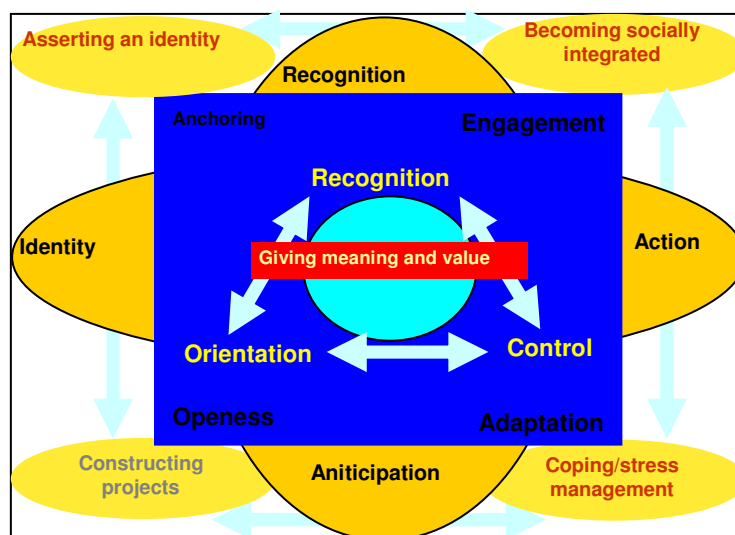 Asserting an identity
Becoming socially
integrated
Recognition
Anchoring
Engagement
Recognition
Identity
Giving meaning and value
Action
Orientation
Control
Openess
Adaptation
Constructing
projects
Aniticipation
Coping/stress
management